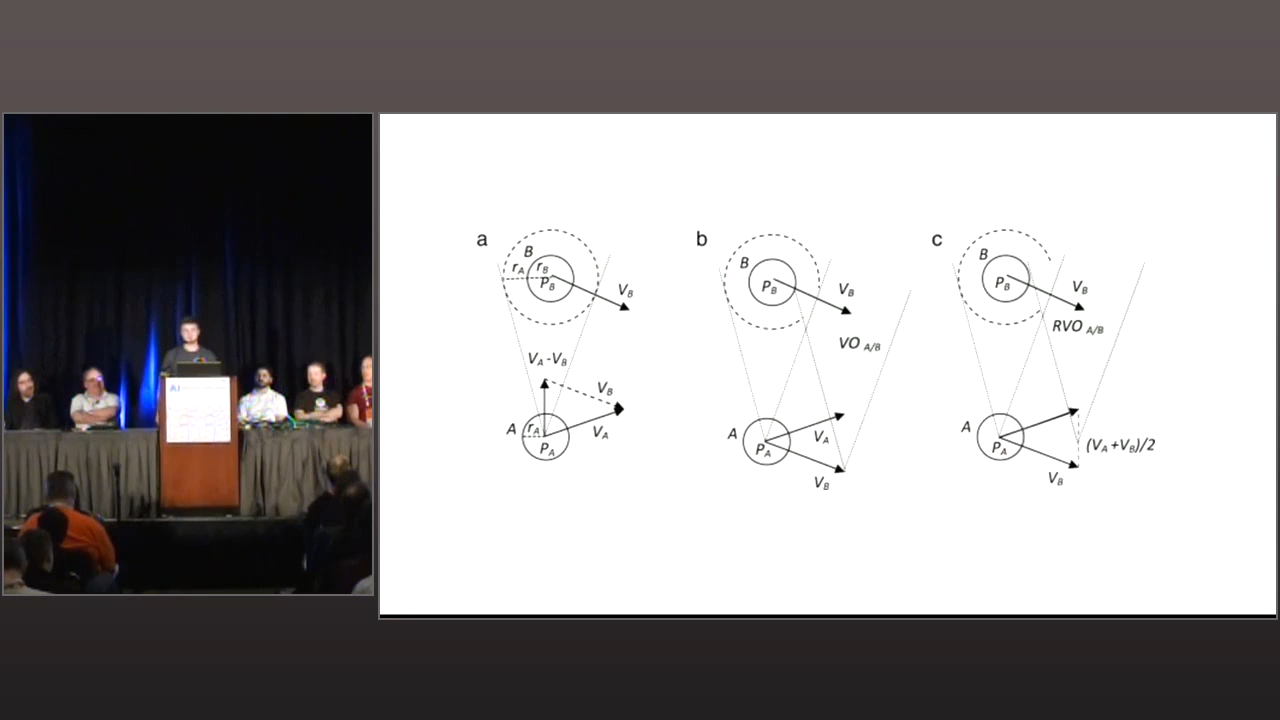 a
B
r_A r_B
P_B
V_B
V_A-V_B
V_B
A r_A
V_A
P_A
b
B
P_B
V_B
VO A/B
A
V_A
P_A
V_B
c
B
P_B
V_B
RVO A/B
A
P_A
(V_A+V_B)/2
V_B
AI